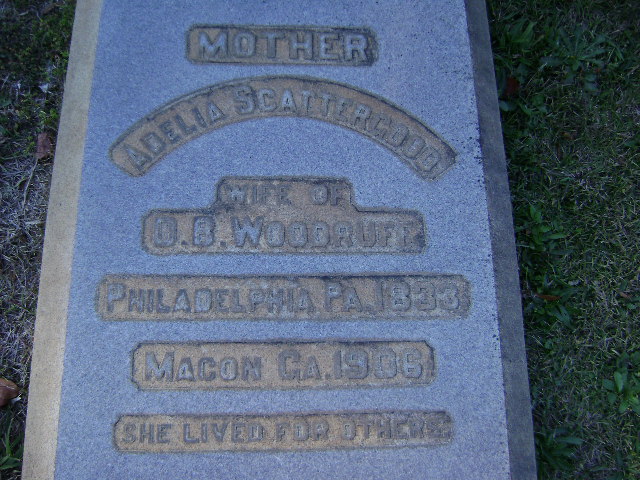 MOTHER
ADELIA SCATTERGOOD
WIFE OF
D. B. WOODRUFF
PHILADELPHIA, PA., 1833
MACON GA. 1906
SHE LIVED FOR OTHERS.